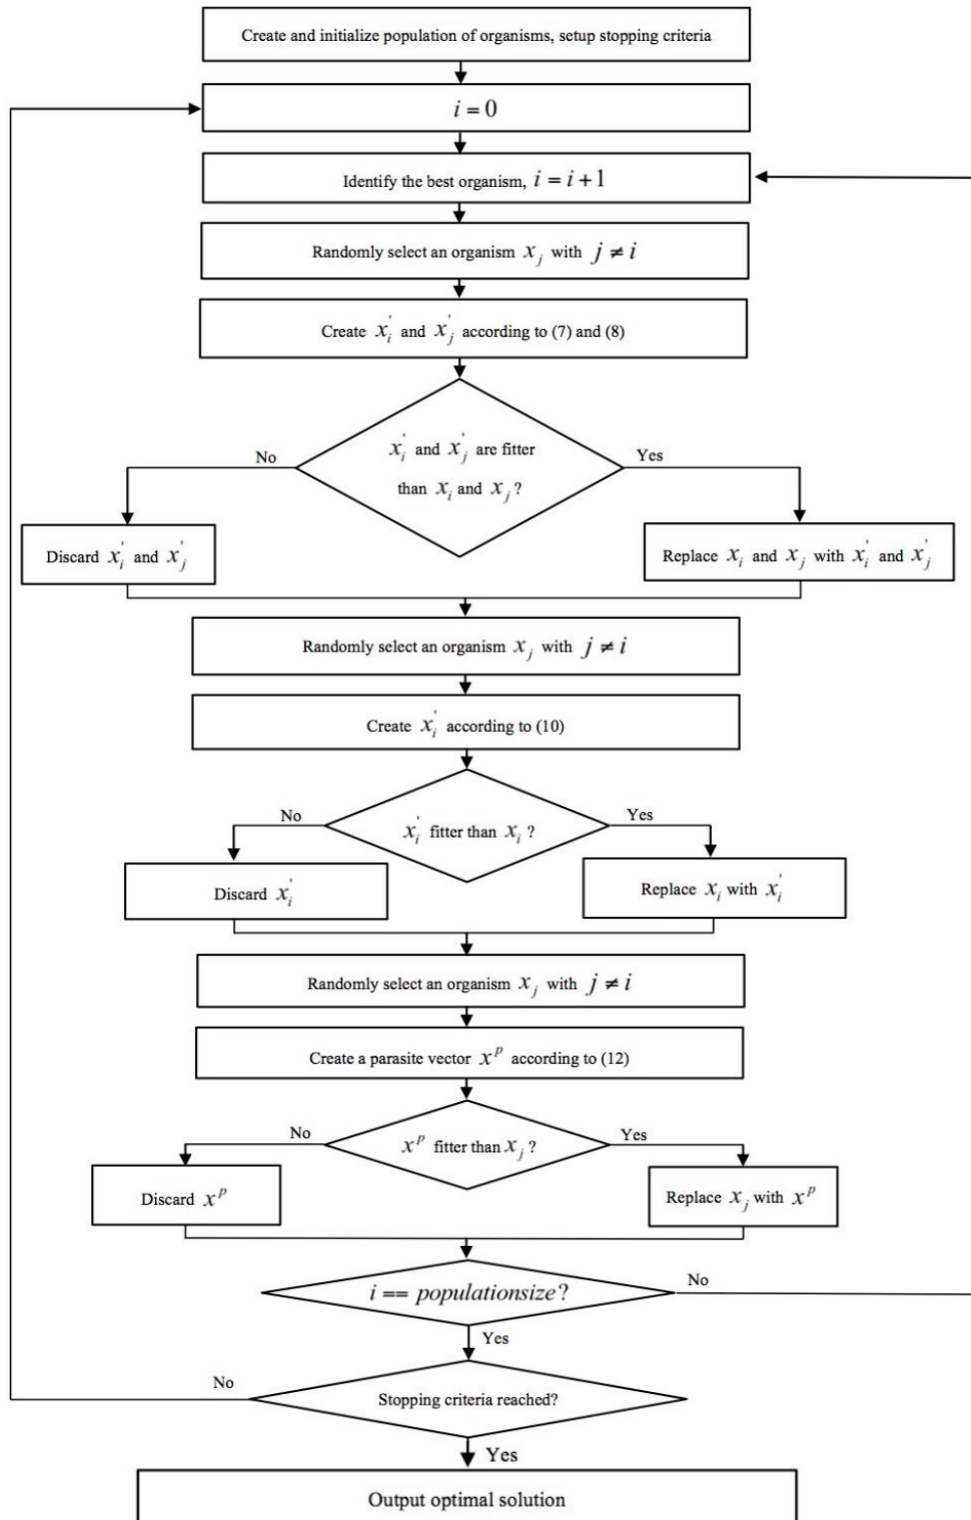 Create and initialize population of organisms, setup stopping criteria
i = 0
Identify the best organism, i = i + 1
Randomly select an organism x_j with j ≠ i
Create x_i' and x_j' according to (7) and (8)
x_i' and x_j' are fitter
than x_i and x_j ?
No
Yes
Discard x_i' and x_j'
Replace x_i and x_j with x_i' and x_j'
Randomly select an organism x_j with j ≠ i
Create x_i' according to (10)
No
x_i' fitter than x_i ?
Yes
Discard x_i'
Replace x_i with x_i'
Randomly select an organism x_j with j ≠ i
Create a parasite vector x^p according to (12)
No
x^p fitter than x_j ?
Yes
Discard x^p
Replace x_j with x^p
i == populationsize?
No
Yes
No
Stopping criteria reached?
Yes
Output optimal solution